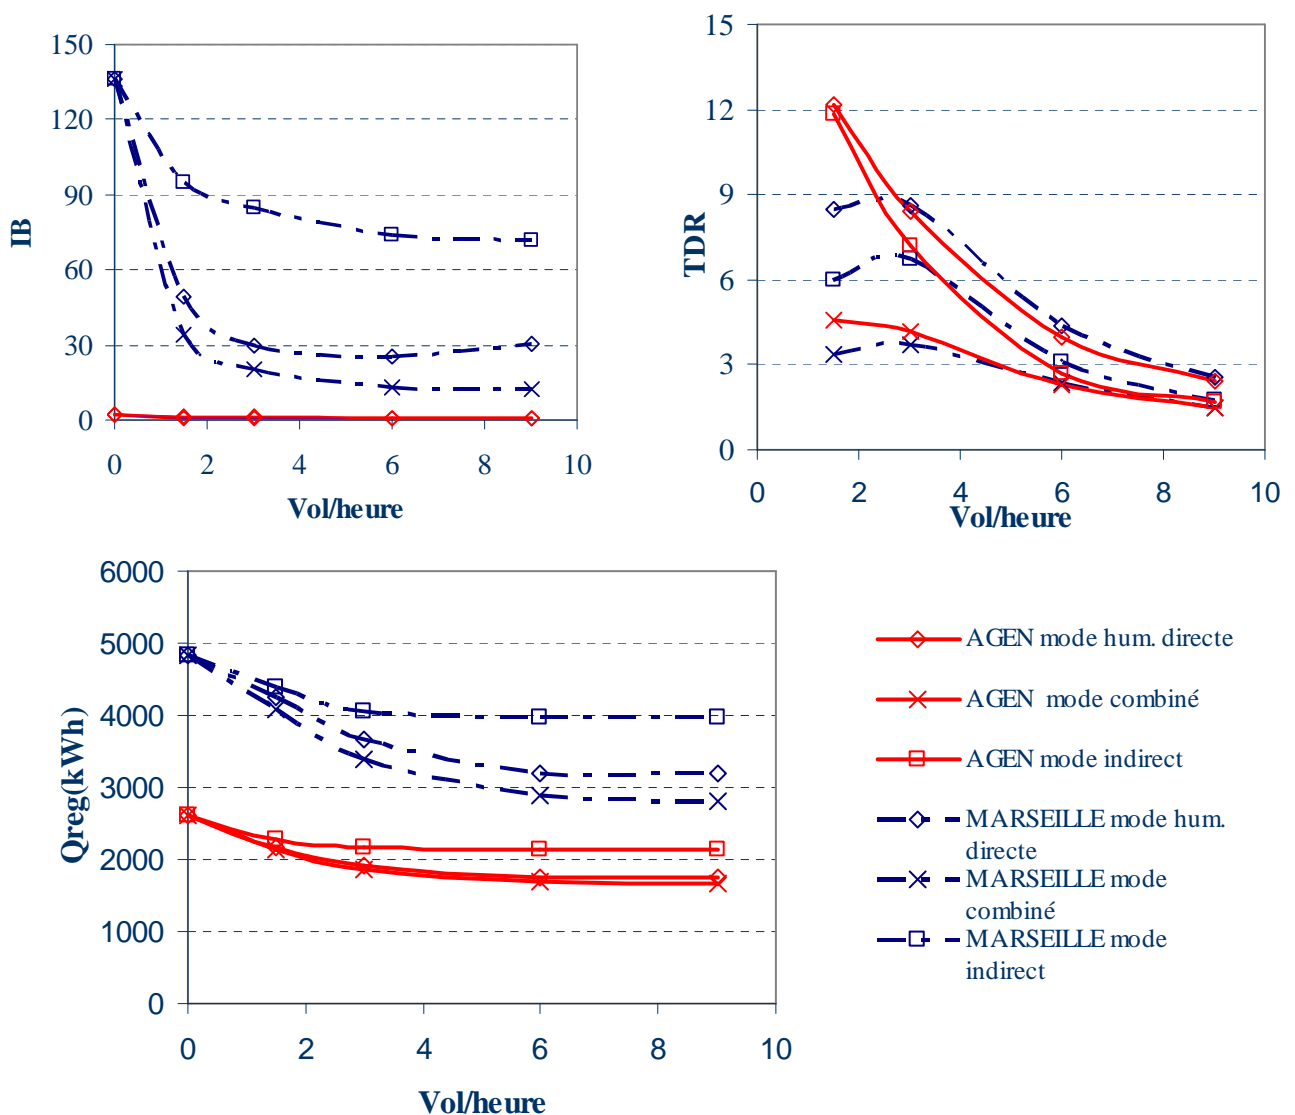 150
120
90
60
30
0
IB
0 2 4 6 8 10
Vol/heure
15
12
9
6
3
0
TDR
0 2 4 6 8 10
Vol/heure
6000
5000
4000
3000
2000
1000
0
Qreg(kWh)
0 2 4 6 8 10
Vol/heure
AGEN mode hum. directe
AGEN mode combiné
AGEN mode indirect
MARSEILLE mode hum.
directe
MARSEILLE mode
combiné
MARSEILLE mode
indirect